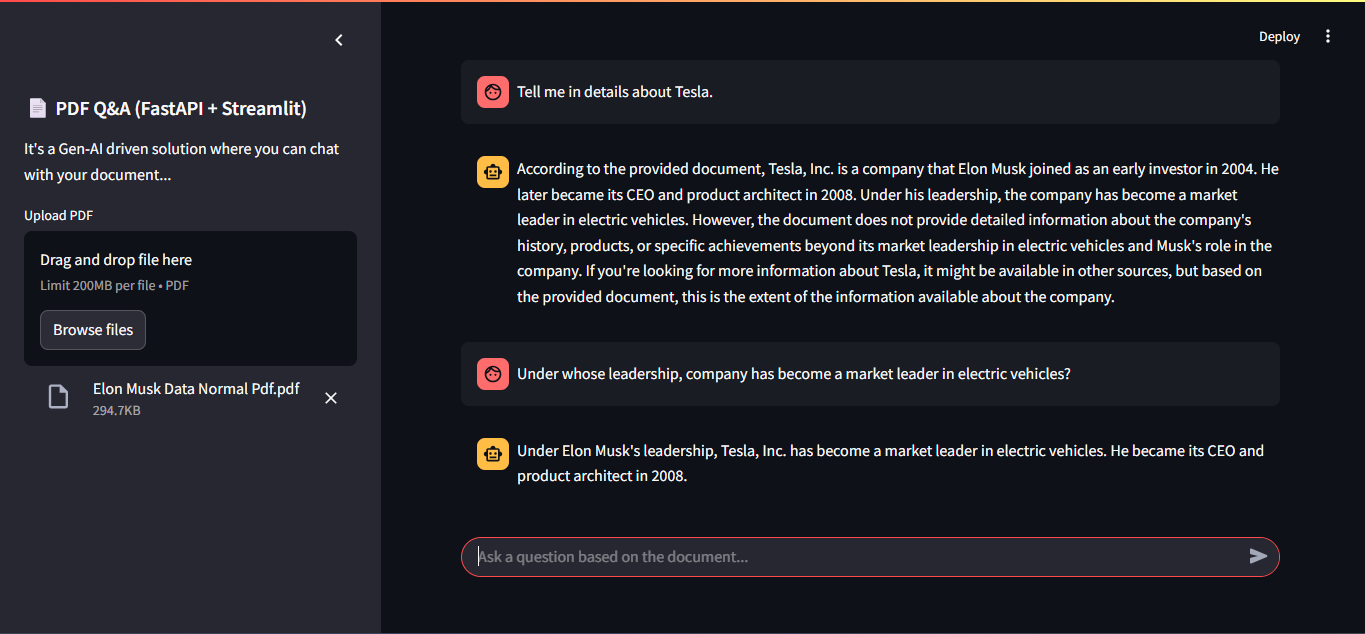 PDF Q&A (FastAPI + Streamlit)
It's a Gen-AI driven solution where you can chat
with your document...
Upload PDF
Drag and drop file here
Limit 200MB per file • PDF
Browse files
Elon Musk Data Normal Pdf.pdf
294.7KB
Deploy
Tell me in details about Tesla.
According to the provided document, Tesla, Inc. is a company that Elon Musk joined as an early investor in 2004. He
later became its CEO and product architect in 2008. Under his leadership, the company has become a market
leader in electric vehicles. However, the document does not provide detailed information about the company's
history, products, or specific achievements beyond its market leadership in electric vehicles and Musk's role in the
company. If you're looking for more information about Tesla, it might be available in other sources, but based on
the provided document, this is the extent of the information available about the company.
Under whose leadership, company has become a market leader in electric vehicles?
Under Elon Musk's leadership, Tesla, Inc. has become a market leader in electric vehicles. He became its CEO and
product architect in 2008.
Ask a question based on the document...